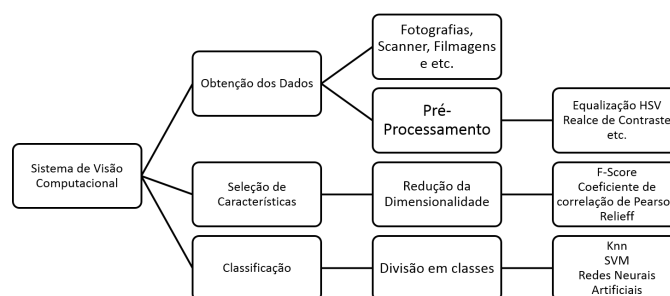 Fotografias,
Scanner, Filmagens
e etc.
Obtenção dos Dados
Pré-
Processamento
Equalização HSV
Realce de Contraste
etc.
Sistema de Visão
Computacional
Seleção de
Características
Redução da
Dimensionalidade
F-Score
Coeficiente de
correlação de Pearso
Relieff
Classificação
Divisão em classes
Knn
SVM
Redes Neurais
Artificiais